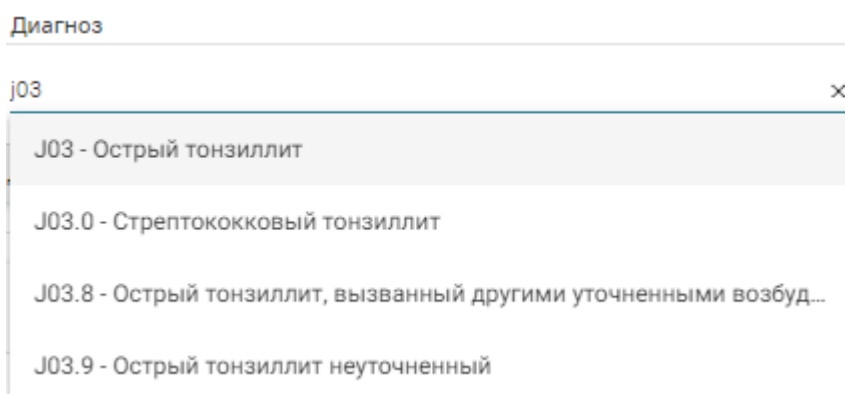 Диагноз
j03
J03 - Острый тонзиллит
J03.0 - Стрептококковый тонзиллит
J03.8 - Острый тонзиллит, вызванный другими уточненными возбуд...
J03.9 - Острый тонзиллит неуточненный